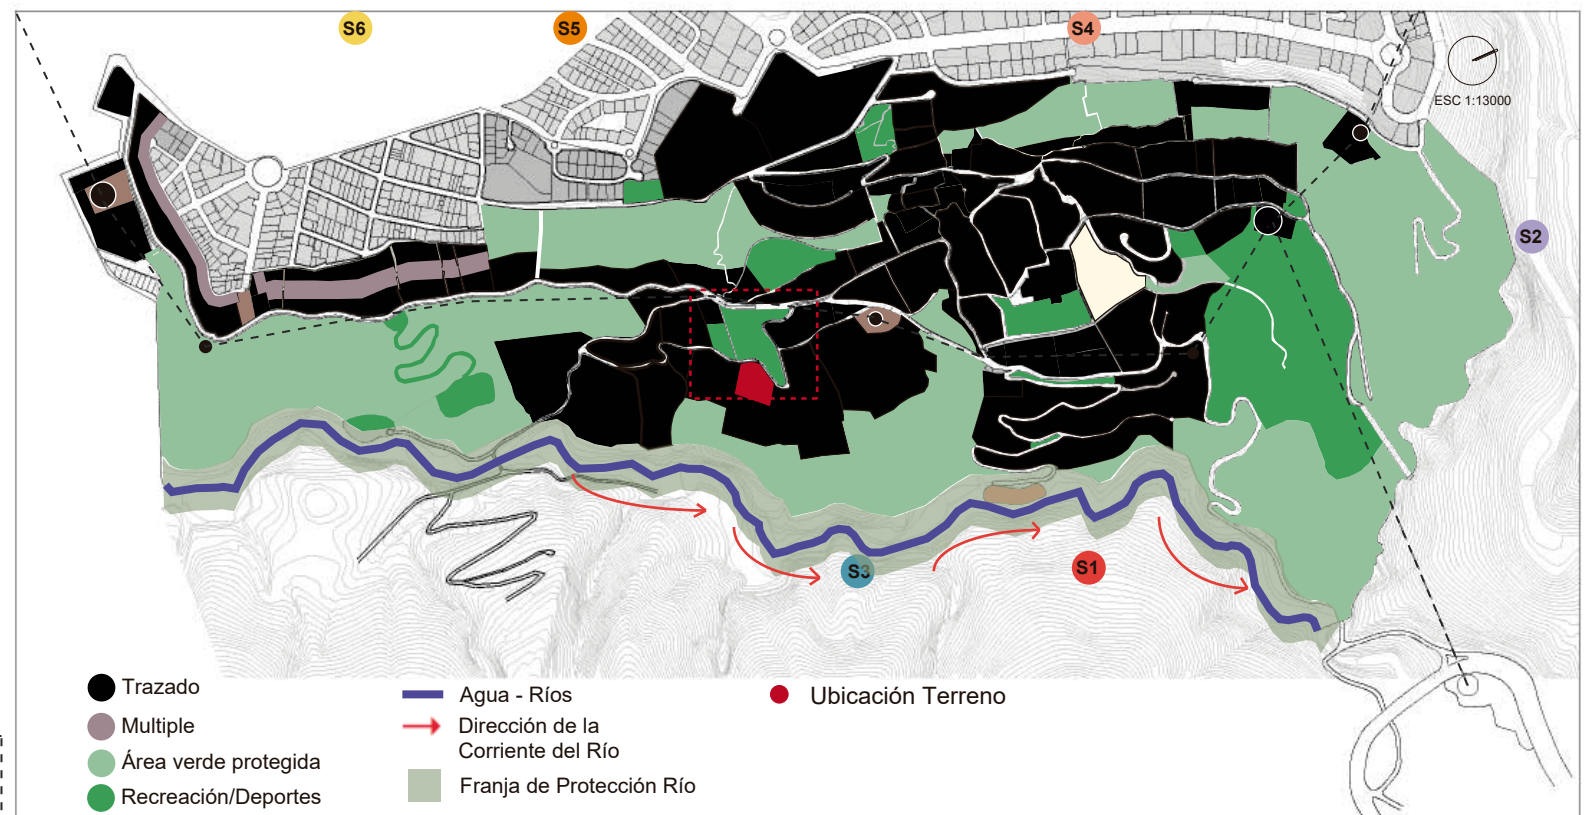 S6
S5
S4
ESC 1:13000
S2
S3
S1
Trazado
Multiple
Área verde protegida
Recreación/Deportes
Agua - Ríos
Dirección de la
Corriente del Río
Franja de Protección Río
Ubicación Terreno